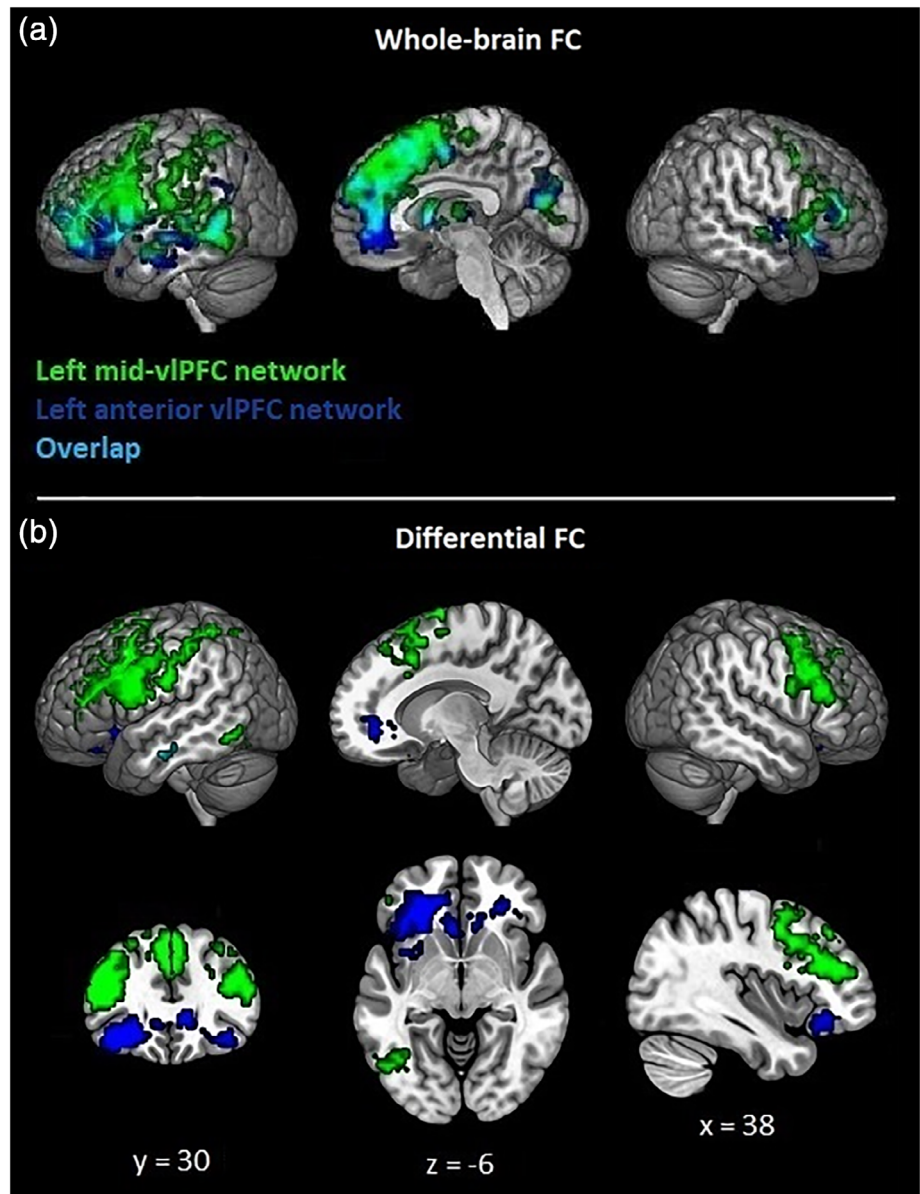 (a)
Whole-brain FC
Left mid-vlPFC network
Left anterior vlPFC network
Overlap
(b)
Differential FC
y = 30
z = -6
x = 38